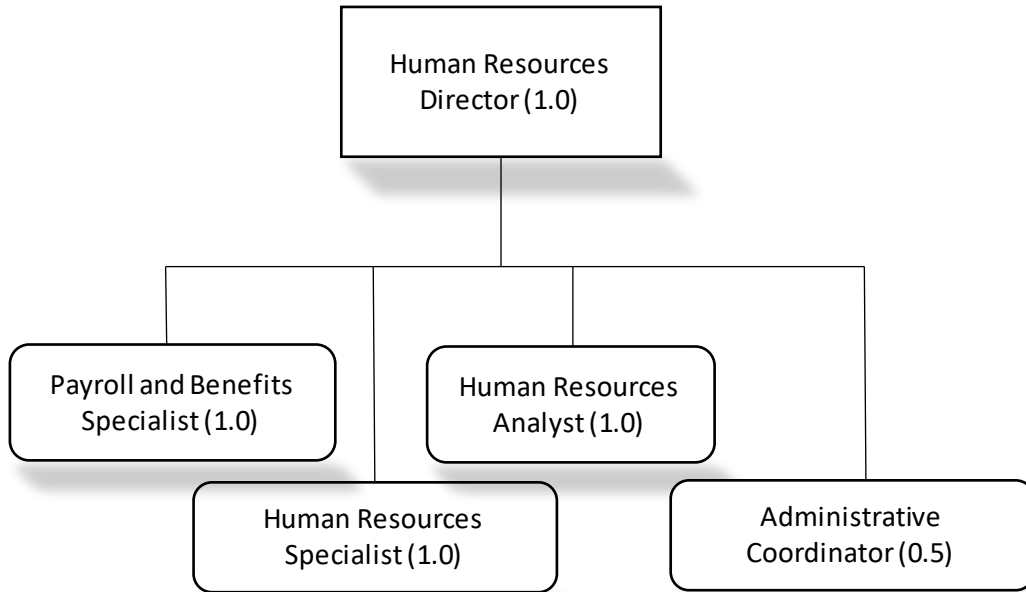 Human Resources
Director (1.0)
Payroll and Benefits
Specialist (1.0)
Human Resources
Analyst (1.0)
Human Resources
Specialist (1.0)
Administrative
Coordinator (0.5)